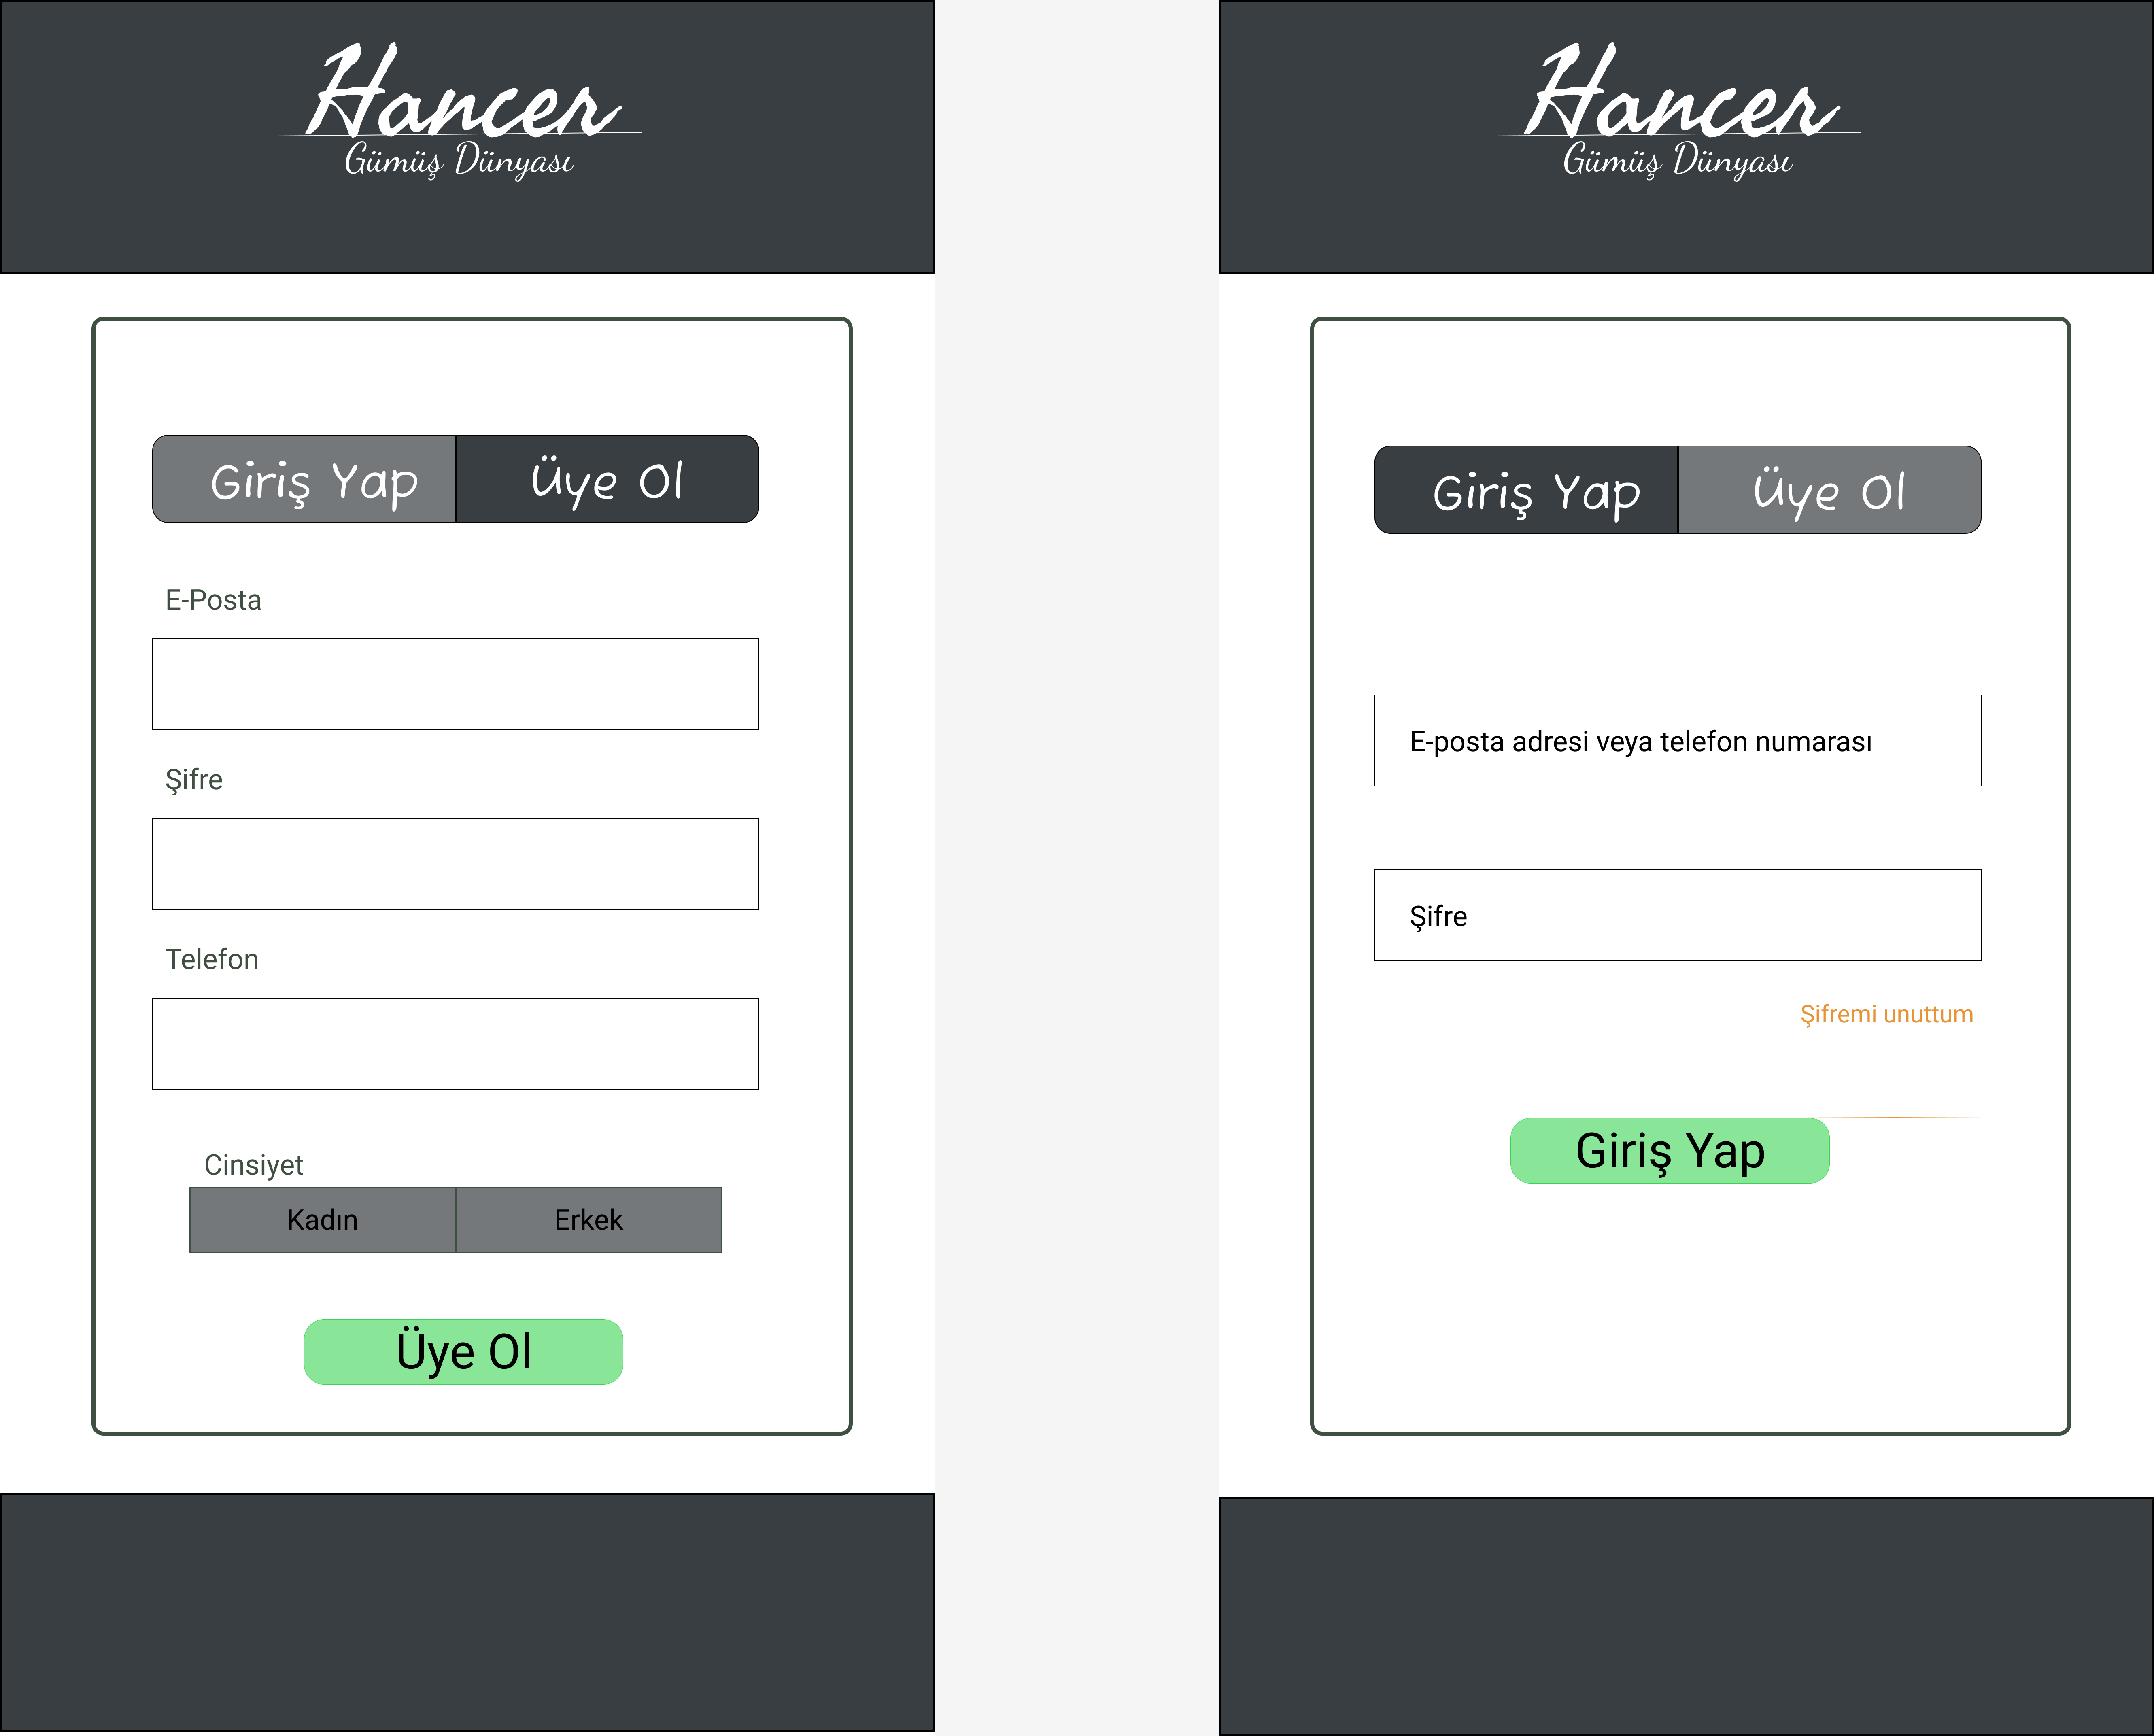 Hancer
Gümüş Dünyası
Giriş Yap Üye Ol
E-Posta
Şifre
Telefon
Cinsiyet
Kadın Erkek
Üye Ol
Hancer
Gümüş Dünyası
Giriş Yap Üye Ol
E-posta adresi veya telefon numarası
Şifre
Şifremi unuttum
Giriş Yap